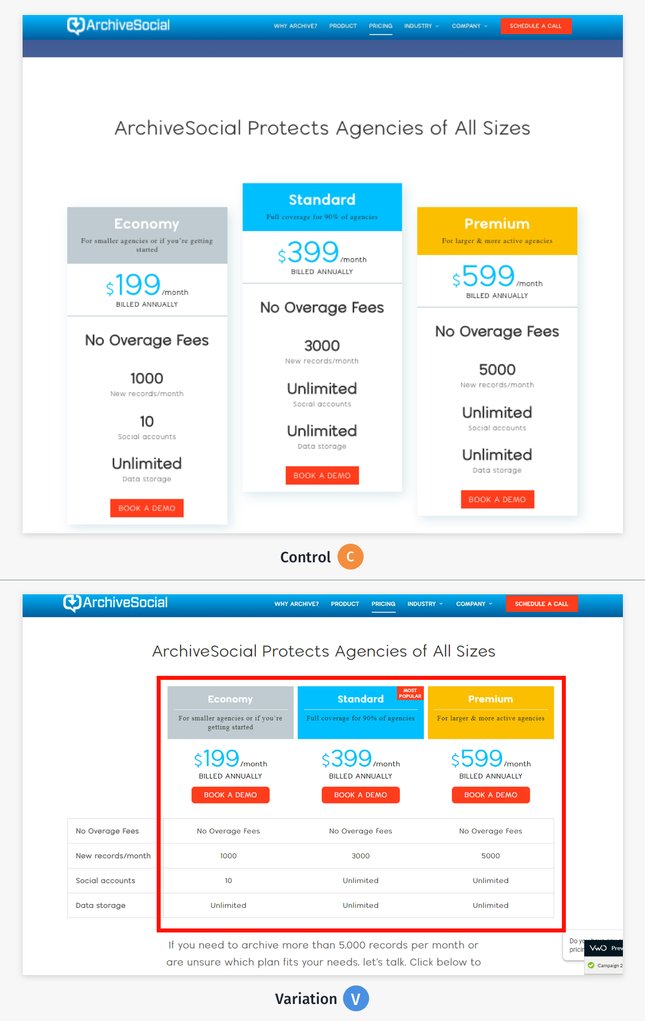 ArchiveSocial
WHY ARCHIVE? PRODUCT PRICING INDUSTRY COMPANY SCHEDULE A CALL
ArchiveSocial Protects Agencies of All Sizes
Economy
For smaller agencies or if you're getting
started
$199/month
BILLED ANNUALLY
No Overage Fees
1000
New records/month
10
Social accounts
Unlimited
Data storage
BOOK A DEMO
Standard
Full coverage for 90% of agencies
$399/month
BILLED ANNUALLY
No Overage Fees
3000
New records/month
Unlimited
Social accounts
Unlimited
Data storage
BOOK A DEMO
Premium
For larger & more active agencies
$599/month
BILLED ANNUALLY
No Overage Fees
5000
New records/month
Unlimited
Social accounts
Unlimited
Data storage
BOOK A DEMO
Control C
ArchiveSocial
WHY ARCHIVE? PRODUCT PRICING INDUSTRY COMPANY SCHEDULE A CALL
ArchiveSocial Protects Agencies of All Sizes
Economy
For smaller agencies or if you're
getting started
$199/month
BILLED ANNUALLY
BOOK A DEMO
Standard
MOST
POPULAR
Full coverage for 90% of agencies
$399/month
BILLED ANNUALLY
BOOK A DEMO
Premium
For larger & more active agencies
$599/month
BILLED ANNUALLY
BOOK A DEMO
No Overage Fees No Overage Fees No Overage Fees No Overage Fees
New records/month 1000 3000 5000
Social accounts 10 Unlimited Unlimited
Data storage Unlimited Unlimited Unlimited
If you need to archive more than 5,000 records per month or
are unsure which plan fits your needs, let's talk. Click below to
Do
VWO
Campaign 2
Variation V